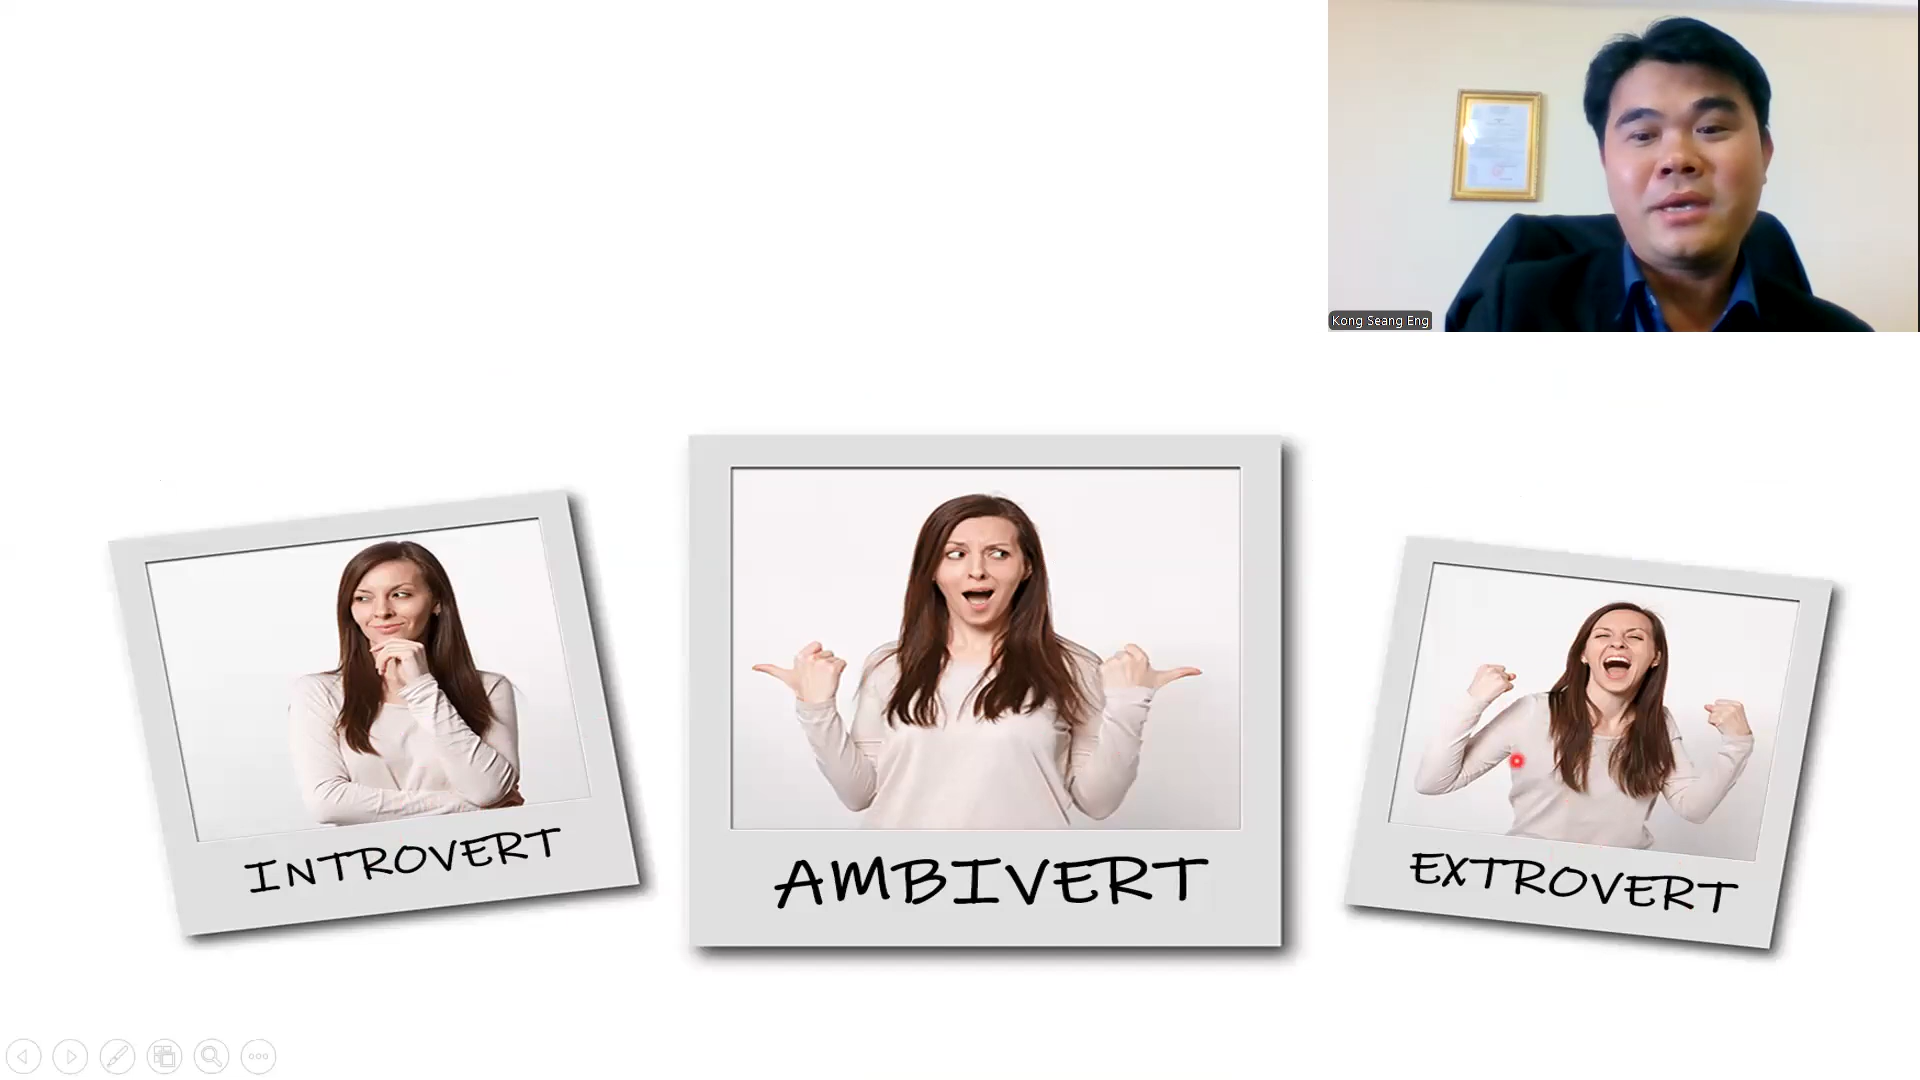 Kong Seang Eng
INTROVERT
AMBIVERT
EXTROVERT